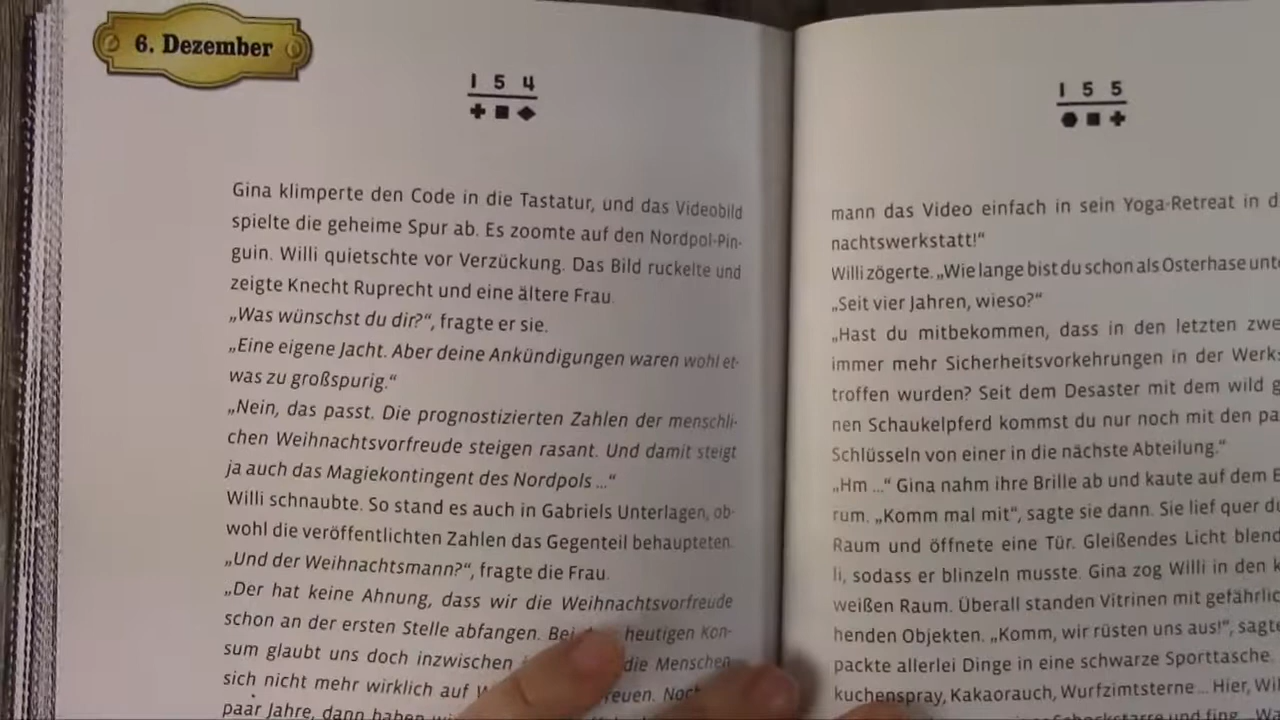 6. Dezember
1 5 4
Gina klimperte den Code in die Tastatur, und das Videobild
spielte die geheime Spur ab. Es zoomte auf den Nordpol-Pin-
guin. Willi quietschte vor Verzückung. Das Bild ruckelte und
zeigte Knecht Ruprecht und eine ältere Frau.
„Was wünschst du dir?“, fragte er sie.
„Eine eigene Jacht. Aber deine Ankündigungen waren wohl et-
was zu großspurig.“
„Nein, das passt. Die prognostizierten Zahlen der menschli-
chen Weihnachtsvorfreude steigen rasant. Und damit steigt
ja auch das Magiekontingent des Nordpols ...“
Willi schnaubte. So stand es auch in Gabriels Unterlagen, ob-
wohl die veröffentlichten Zahlen das Gegenteil behaupteten.
„Und der Weihnachtsmann?“, fragte die Frau.
„Der hat keine Ahnung, dass wir die Weihnachtsvorfreude
schon an der ersten Stelle abfangen. Bei heutigen Kon-
sum glaubt uns doch inzwischen die Menschen
sich nicht mehr wirklich auf
paar Jahre, dann haben
1 5 5
mann das Video einfach in sein Yoga-Retreat in
nachtswerkstatt!“
Willi zögerte. „Wie lange bist du schon als Osterhase
„Seit vier Jahren, wieso?“
„Hast du mitbekommen, dass in den letzten
immer mehr Sicherheitsvorkehrungen in der
troffen wurden? Seit dem Desaster mit dem wild
nen Schaukelpferd kommst du nur noch mit den
Schlüsseln von einer in die nächste Abteilung.“
„Hm ...“ Gina nahm ihre Brille ab und kaute auf dem
rum. „Komm mal mit“, sagte sie dann. Sie lief quer
Raum und öffnete eine Tür. Gleißendes Licht
li, sodass er blinzeln musste. Gina zog Willi in den
weißen Raum. Überall standen Vitrinen mit
henden Objekten. „Komm, wir rüsten uns aus!“,
packte allerlei Dinge in eine schwarze Sporttasche.
kuchenspray, Kakaorauch, Wurfzimtsterne ... Hier,